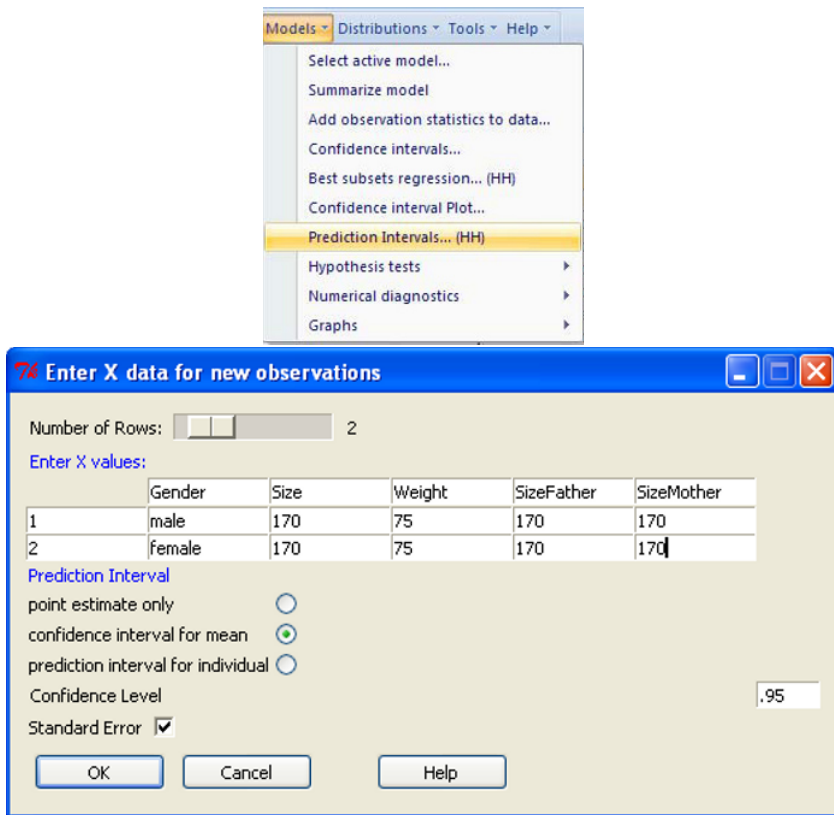 Models Distributions Tools Help
Select active model...
Summarize model
Add observation statistics to data...
Confidence intervals...
Best subsets regression... (HH)
Confidence interval Plot...
Prediction Intervals... (HH)
Hypothesis tests
Numerical diagnostics
Graphs
Enter X data for new observations
Number of Rows: 2
Enter X values:
Gender Size Weight SizeFather SizeMother
1 male 170 75 170 170
2 female 170 75 170 170
Prediction Interval
point estimate only
confidence interval for mean
prediction interval for individual
Confidence Level .95
Standard Error
OK Cancel Help